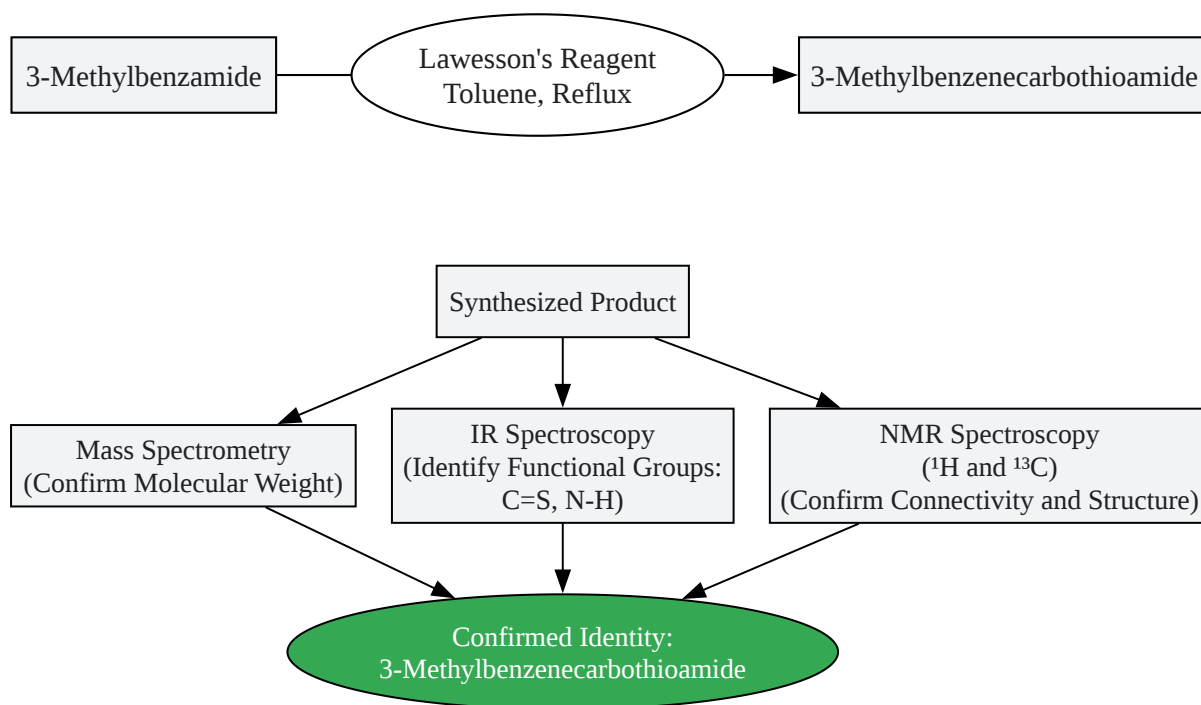 3-Methylbenzamide
Lawesson's Reagent
Toluene, Reflux
3-Methylbenzenecarbothioamide
Synthesized Product
Mass Spectrometry
(Confirm Molecular Weight)
IR Spectroscopy
(Identify Functional Groups:
C=S, N-H)
NMR Spectroscopy
(¹H and ¹³C)
(Confirm Connectivity and Structure)
Confirmed Identity:
3-Methylbenzenecarbothioamide